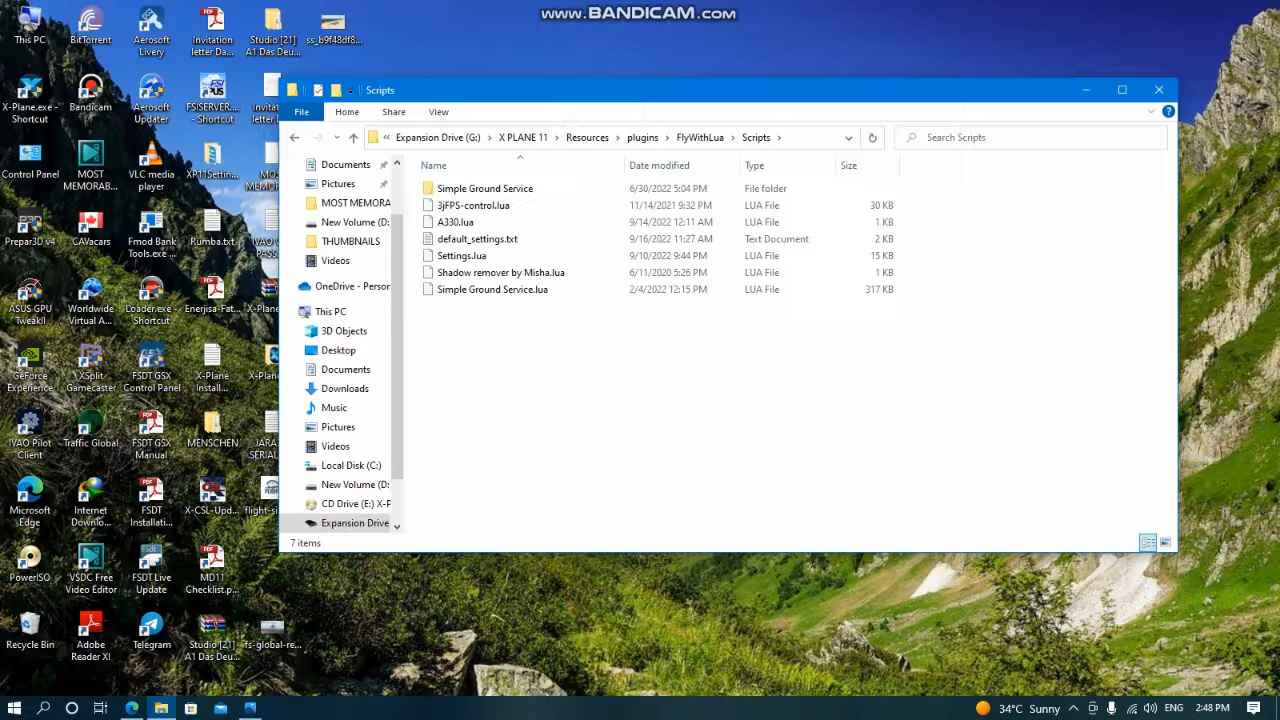 www.BANDICAM.com
This PC
BitTorrent
Aerosoft
Livery
Invitation
letter Da...
Studio [21]
A1 Das Deu...
ss_b9f48df8...
X-Plane.exe -
Shortcut
Bandicam
Aerosoft
Updater
FSISERVER....
- Shortcut
Control Panel
MOST
MEMORAB...
VLC media
player
Prepar3D v4
CAVacars
Fmod Bank
Tools.exe ...
Rumba.txt
ASUS GPU
TweakII
Worldwide
Virtual A...
Loader.exe -
Shortcut
Enerjisa-Fat...
GeForce
Experience
XSplit
Gamecaster
FSDT GSX
Control Panel
X-Plane
Install...
IVAO Pilot
Client
Traffic Global
FSDT GSX
Manual
MENSCHEN
Microsoft
Edge
Internet
Downlo...
FSDT
Installati...
X-CSL-Upd...
PowerISO
VSDC Free
Video Editor
FSDT Live
Update
MD11
Checklist.p...
Recycle Bin
Adobe
Reader XI
Telegram
Studio [21]
A1 Das Deu...
fs-global-re...
Scripts
File Home Share View
« Expansion Drive (G:) > X PLANE 11 > Resources > plugins > FlyWithLua > Scripts >
Search Scripts
Name Date modified Type Size
Simple Ground Service 6/30/2022 5:04 PM File folder
3jFPS-control.lua 11/14/2021 9:32 PM LUA File 30 KB
A330.lua 9/14/2022 12:11 AM LUA File 1 KB
default_settings.txt 9/16/2022 11:27 AM Text Document 2 KB
Settings.lua 9/10/2022 9:44 PM LUA File 15 KB
Shadow remover by Misha.lua 6/11/2020 5:26 PM LUA File 1 KB
Simple Ground Service.lua 2/4/2022 12:15 PM LUA File 317 KB
Documents
Pictures
MOST MEMORA
New Volume (D:
THUMBNAILS
Videos
OneDrive - Person
This PC
3D Objects
Desktop
Documents
Downloads
Music
Pictures
Videos
Local Disk (C:)
New Volume (D:
CD Drive (E:) X-P
Expansion Drive
7 items
34°C Sunny
ENG
2:48 PM